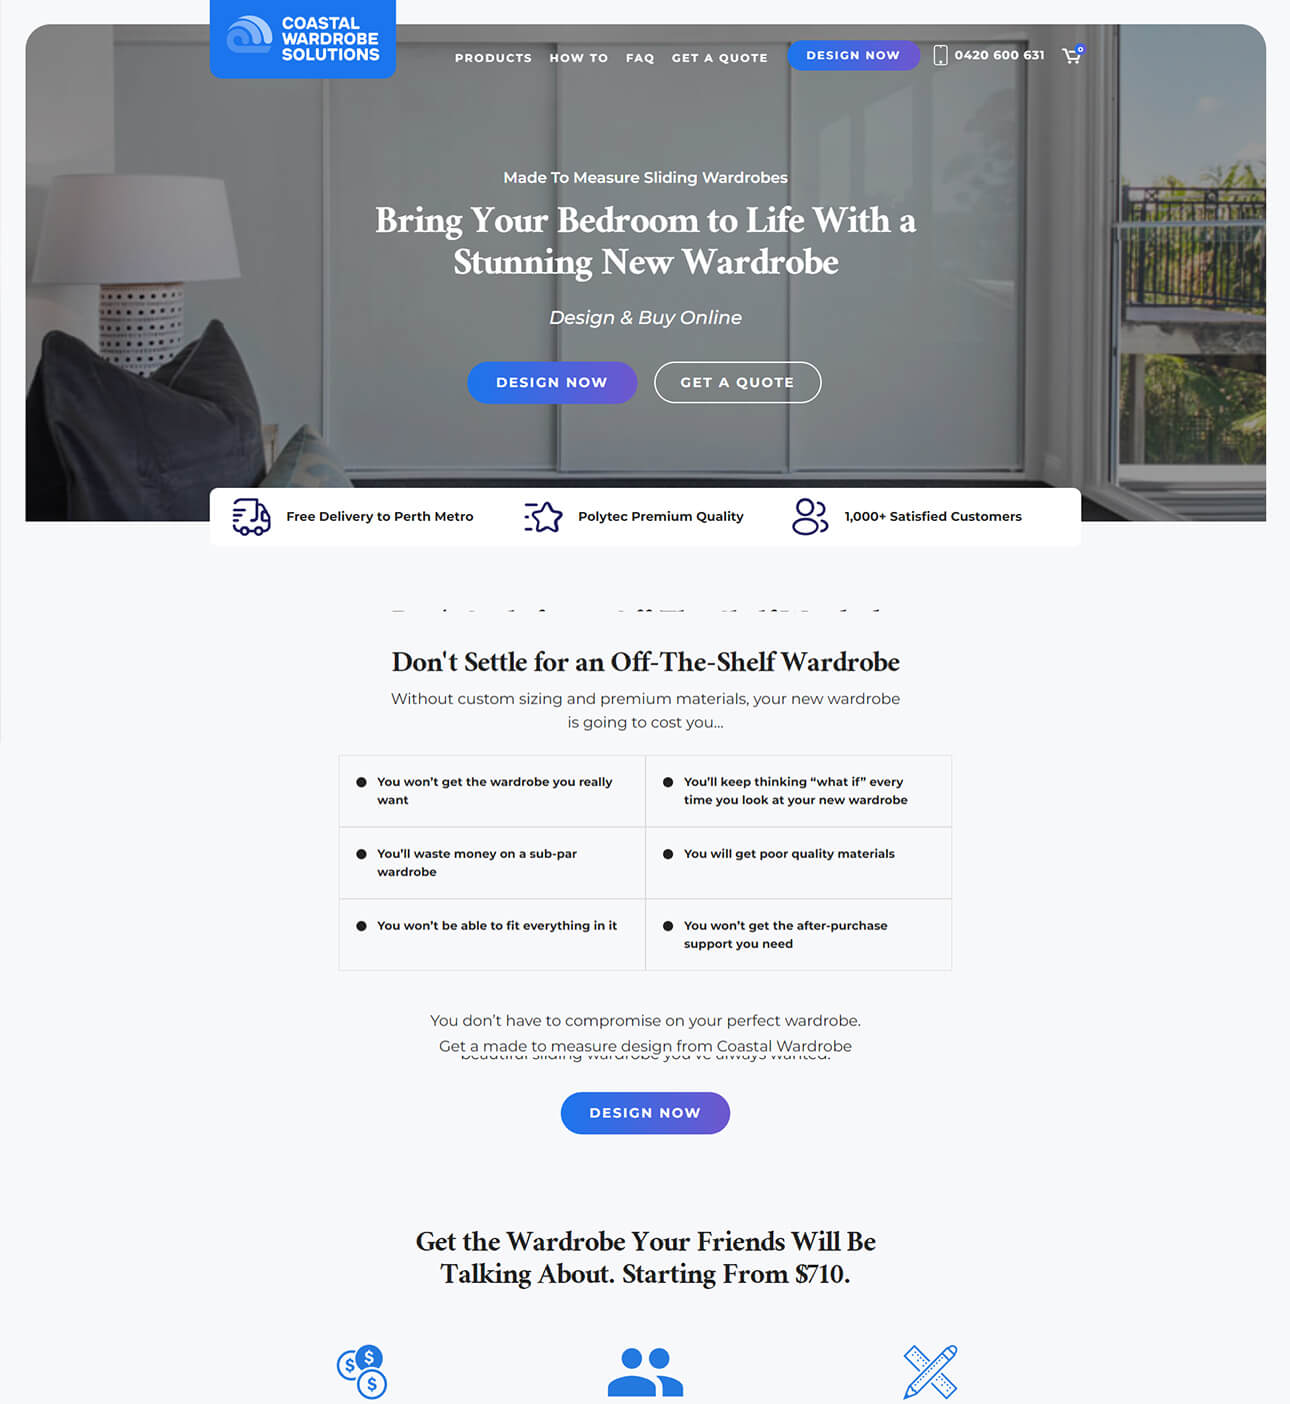 COASTAL
WARDROBE
SOLUTIONS
PRODUCTS HOW TO FAQ GET A QUOTE DESIGN NOW 0420 600 631 0
Made To Measure Sliding Wardrobes
Bring Your Bedroom to Life With a
Stunning New Wardrobe
Design & Buy Online
DESIGN NOW GET A QUOTE
Free Delivery to Perth Metro Polytec Premium Quality 1,000+ Satisfied Customers
Don't Settle for an Off-The-Shelf Wardrobe
Without custom sizing and premium materials, your new wardrobe
is going to cost you...
You won’t get the wardrobe you really
want
You’ll keep thinking “what if” every
time you look at your new wardrobe
You’ll waste money on a sub-par
wardrobe
You will get poor quality materials
You won’t be able to fit everything in it
You won’t get the after-purchase
support you need
You don’t have to compromise on your perfect wardrobe.
Get a made to measure design from Coastal Wardrobe
beautiful sliding wardrobe you’ve always wanted.
DESIGN NOW
Get the Wardrobe Your Friends Will Be
Talking About. Starting From $710.
$ $ $